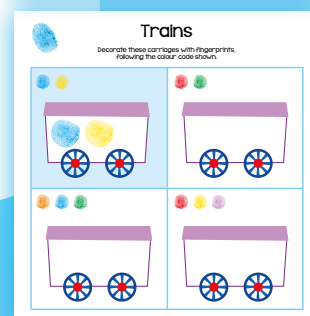 Trains
Decorate these carriages with fingerprints,
following the colour code shown.